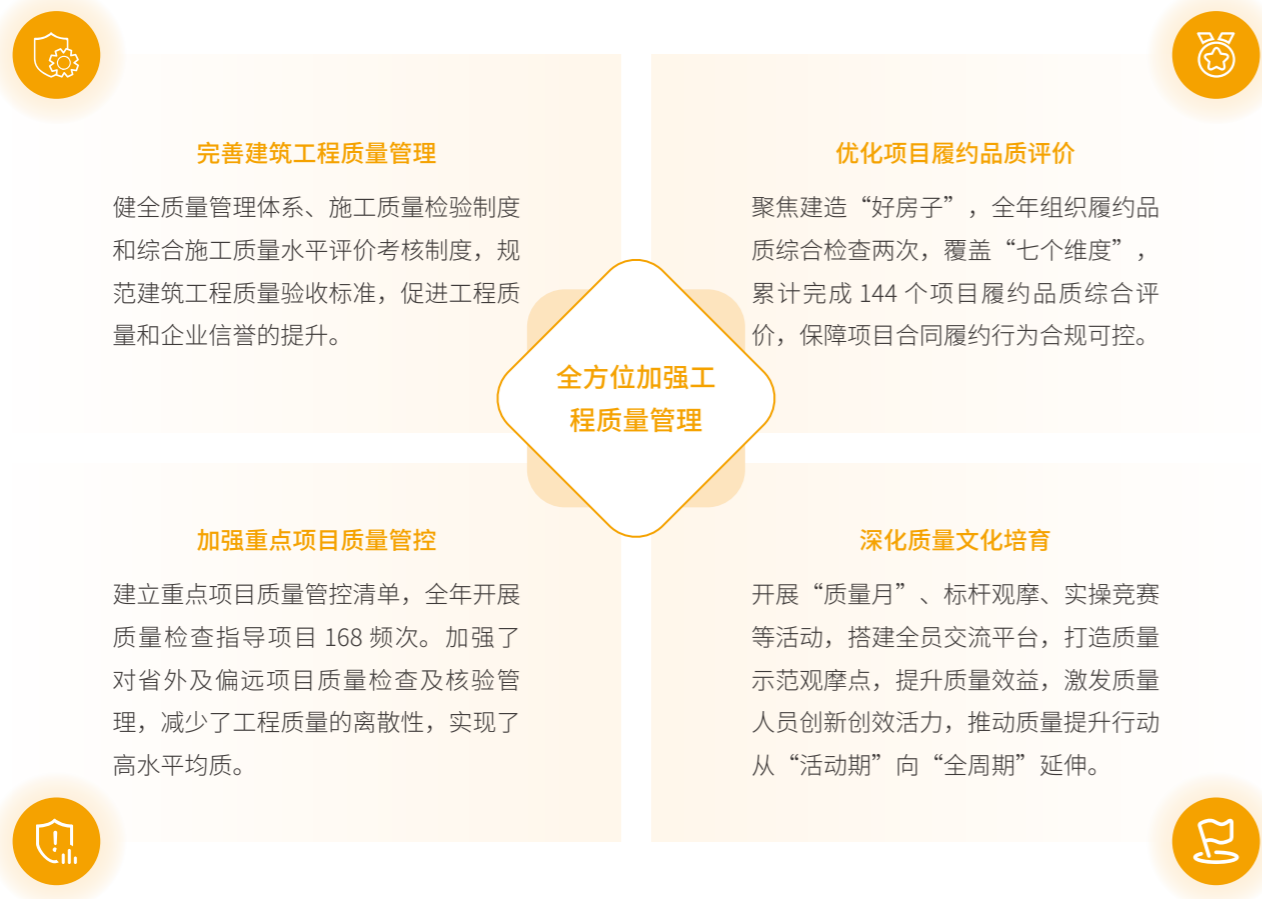 完善建筑工程质量管理
健全质量管理体系、施工质量检验制度
和综合施工质量水平评价考核制度，规
范建筑工程质量验收标准，促进工程质
量和企业信誉的提升。
优化项目履约品质评价
聚焦建造“好房子”，全年组织履约品
质综合检查两次，覆盖“七个维度”，
累计完成 144 个项目履约品质综合评
价，保障项目合同履约行为合规可控。
全方位加强工
程质量管理
加强重点项目质量管控
建立重点项目质量管控清单，全年开展
质量检查指导项目 168 频次。加强了
对省外及偏远项目质量检查及核验管
理，减少了工程质量的离散性，实现了
高水平均质。
深化质量文化培育
开展“质量月”、标杆观摩、实操竞赛
等活动，搭建全员交流平台，打造质量
示范观摩点，提升质量效益，激发质量
人员创新创效活力，推动质量提升行动
从“活动期”向“全周期”延伸。